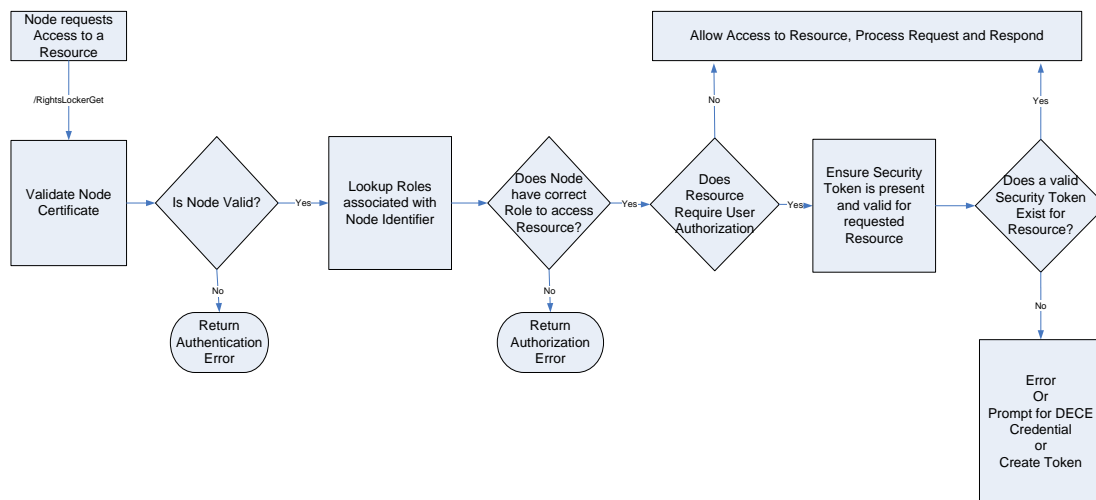 Node requests
Access to a
Resource
Allow Access to Resource, Process Request and Respond
/RightsLockerGet
No
Yes
Validate Node
Certificate
Is Node Valid?
Yes
Lookup Roles
associated with
Node Identifier
Does Node
have correct
Role to access
Resource?
Yes
Does
Resource
Require User
Authorization
Yes
Ensure Security
Token is present
and valid for
requested
Resource
Does a valid
Security Token
Exist for
Resource?
No
No
No
Return
Authentication
Error
Return
Authorization
Error
Error
Or
Prompt for DECE
Credential
or
Create Token